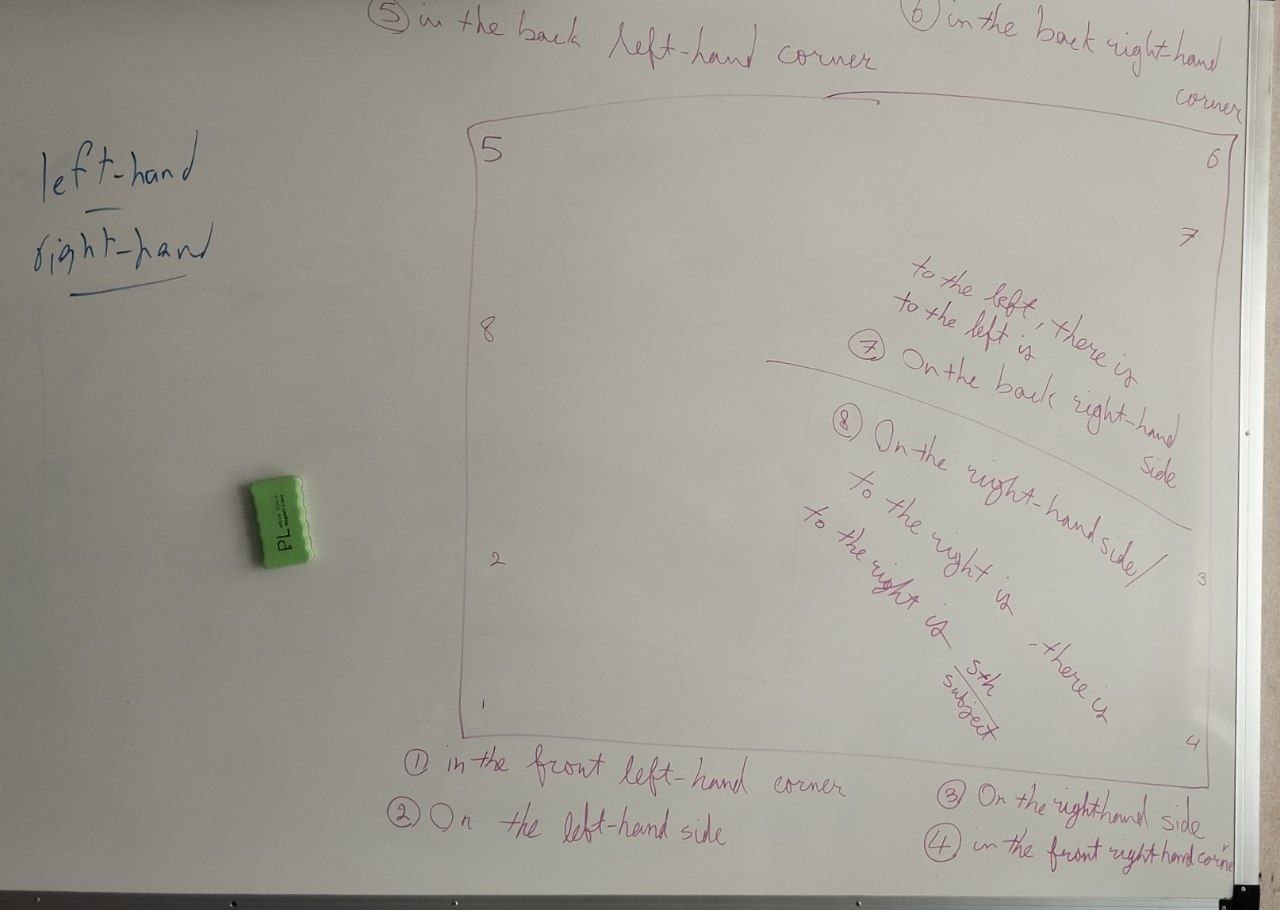 ⑤ in the back left-hand corner
⑥ in the back right-hand
corner
left-hand
right-hand
5
6
7
8
to the left, there is
to the left is
⑦ On the back right-hand
side
⑧ On the right-hand side/
to the right is - there is
to the right is sth
subject
PL
2
3
1
4
① in the front left-hand corner
② On the left-hand side
③ On the righthand side
④ in the front right-hand corner